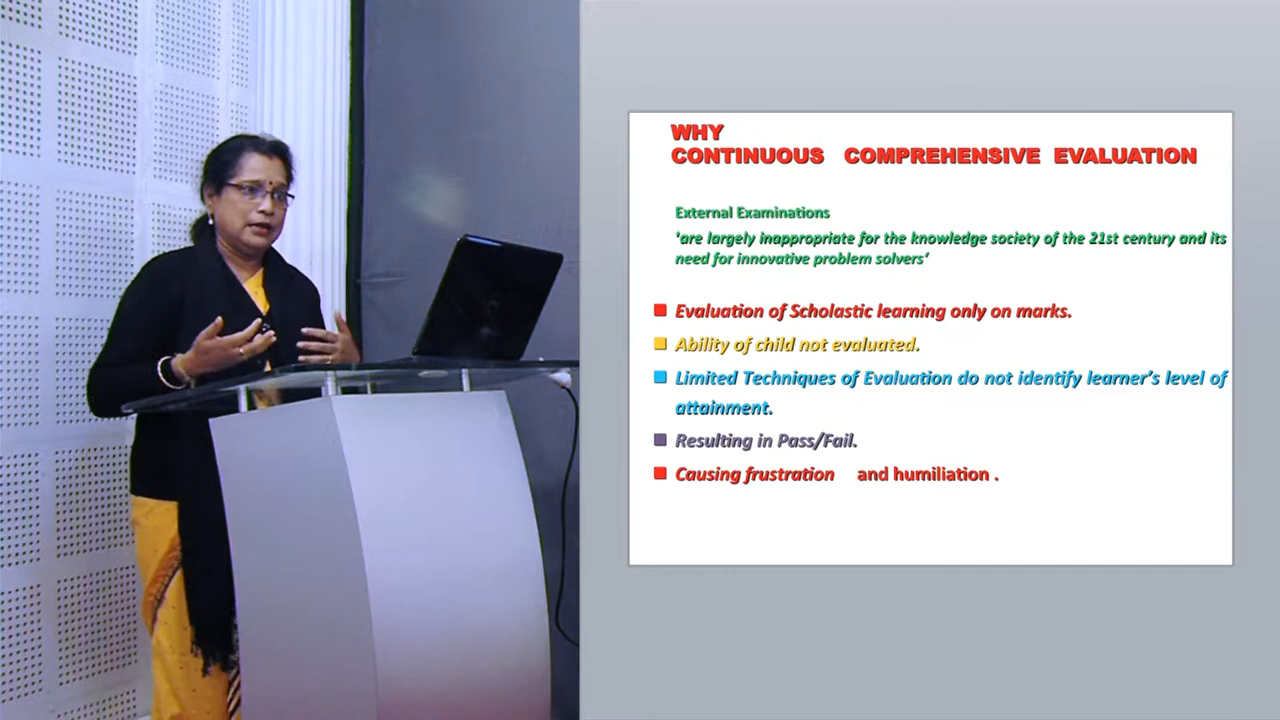 WHY
CONTINUOUS COMPREHENSIVE EVALUATION
External Examinations
'are largely inappropriate for the knowledge society of the 21st century and its
need for innovative problem solvers'
Evaluation of Scholastic learning only on marks.
Ability of child not evaluated.
Limited Techniques of Evaluation do not identify learner's level of
attainment.
Resulting in Pass/Fail.
Causing frustration and humiliation .